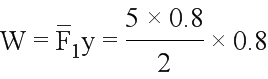 W = F̅₁y = (5 × 0.8)/2 × 0.8